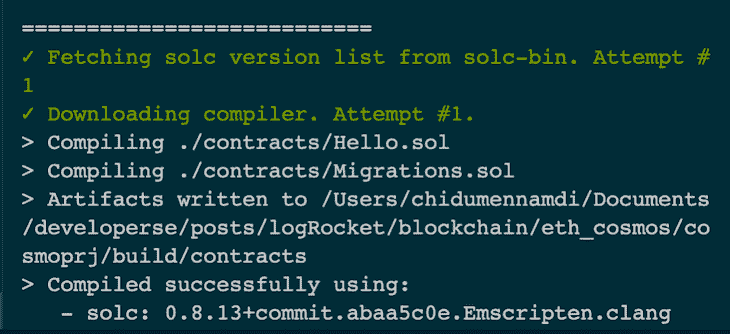 ===========================
✓ Fetching solc version list from solc-bin. Attempt #
1
✓ Downloading compiler. Attempt #1.
> Compiling ./contracts/Hello.sol
> Compiling ./contracts/Migrations.sol
> Artifacts written to /Users/chidumennamdi/Documents
/developerse/posts/logRocket/blockchain/eth_cosmos/co
smoprj/build/contracts
> Compiled successfully using:
   - solc: 0.8.13+commit.abaa5c0e.Emscripten.clang